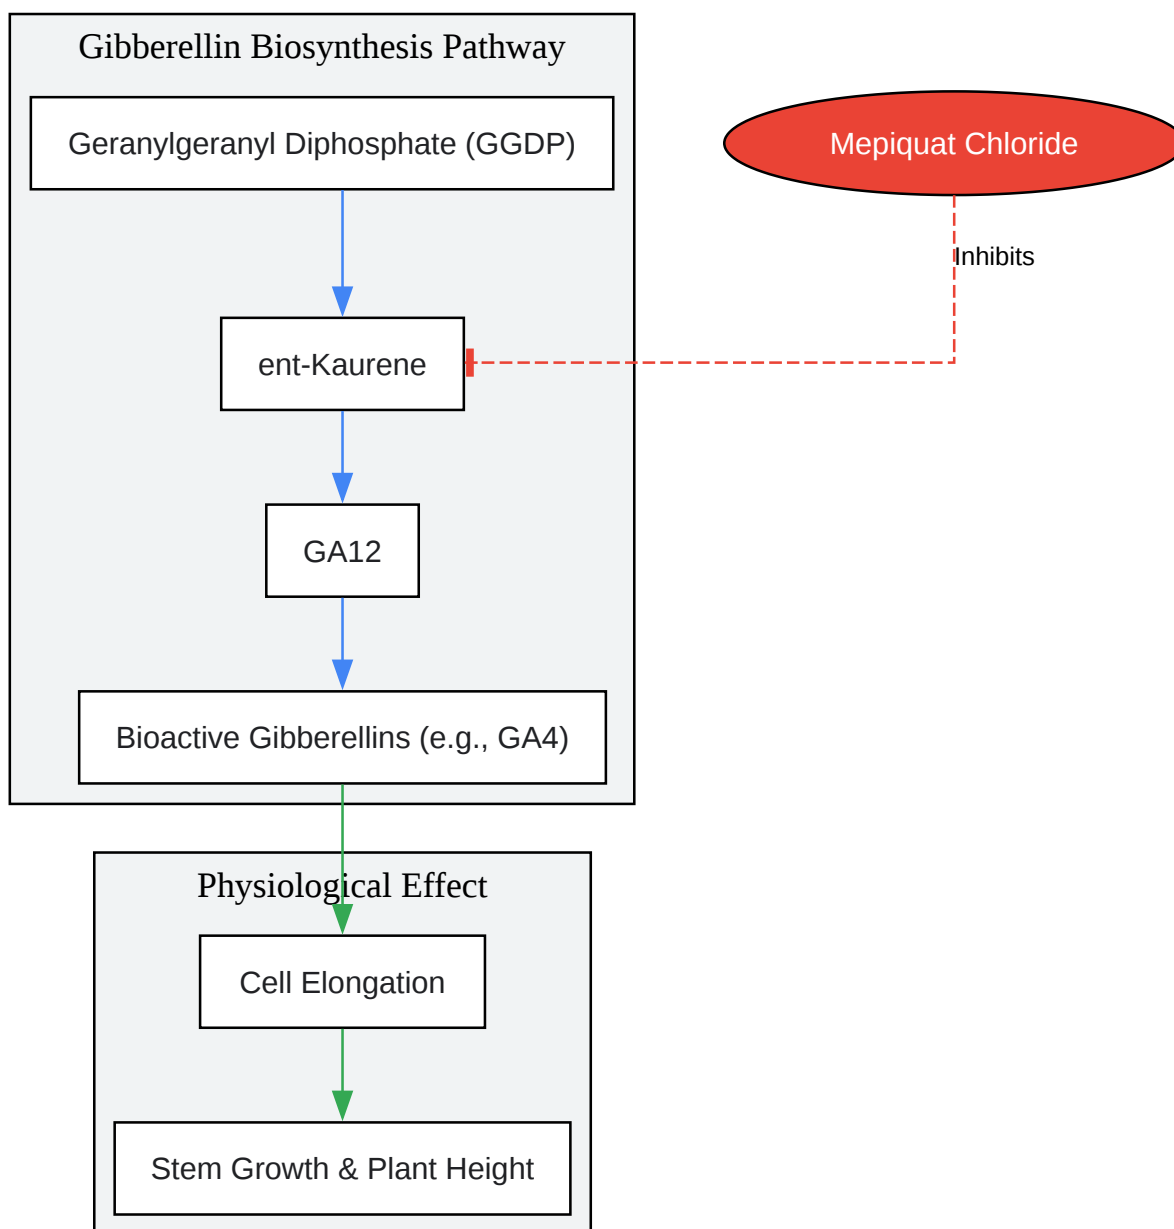 Gibberellin Biosynthesis Pathway
Geranylgeranyl Diphosphate (GGDP)
Mepiquat Chloride
Inhibits
ent-Kaurene
GA12
Bioactive Gibberellins (e.g., GA4)
Physiological Effect
Cell Elongation
Stem Growth & Plant Height